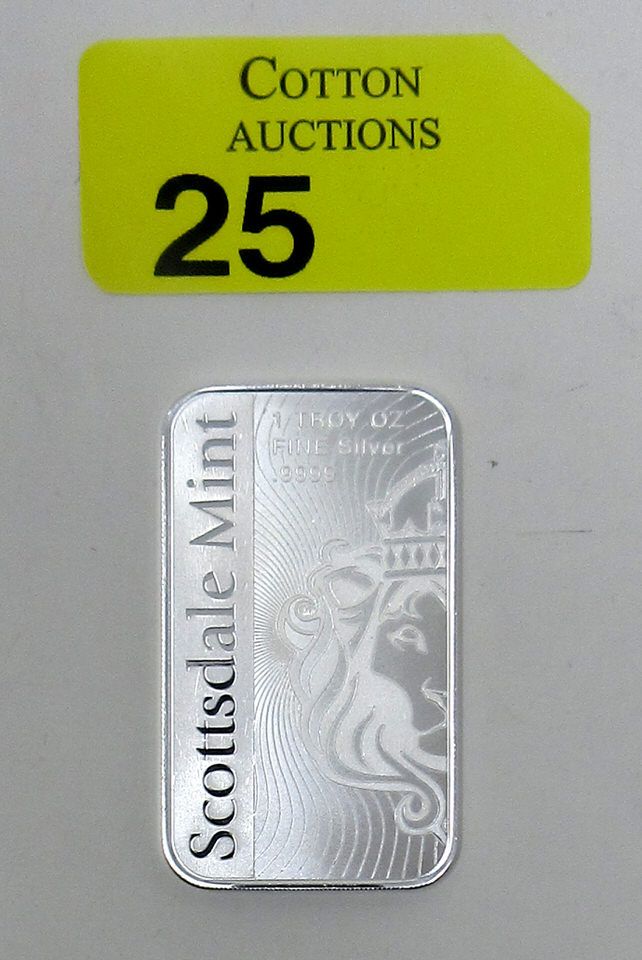 COTTON
AUCTIONS
25
Scottsdale Mint
1 TROY OZ
FINE Silver
.9999